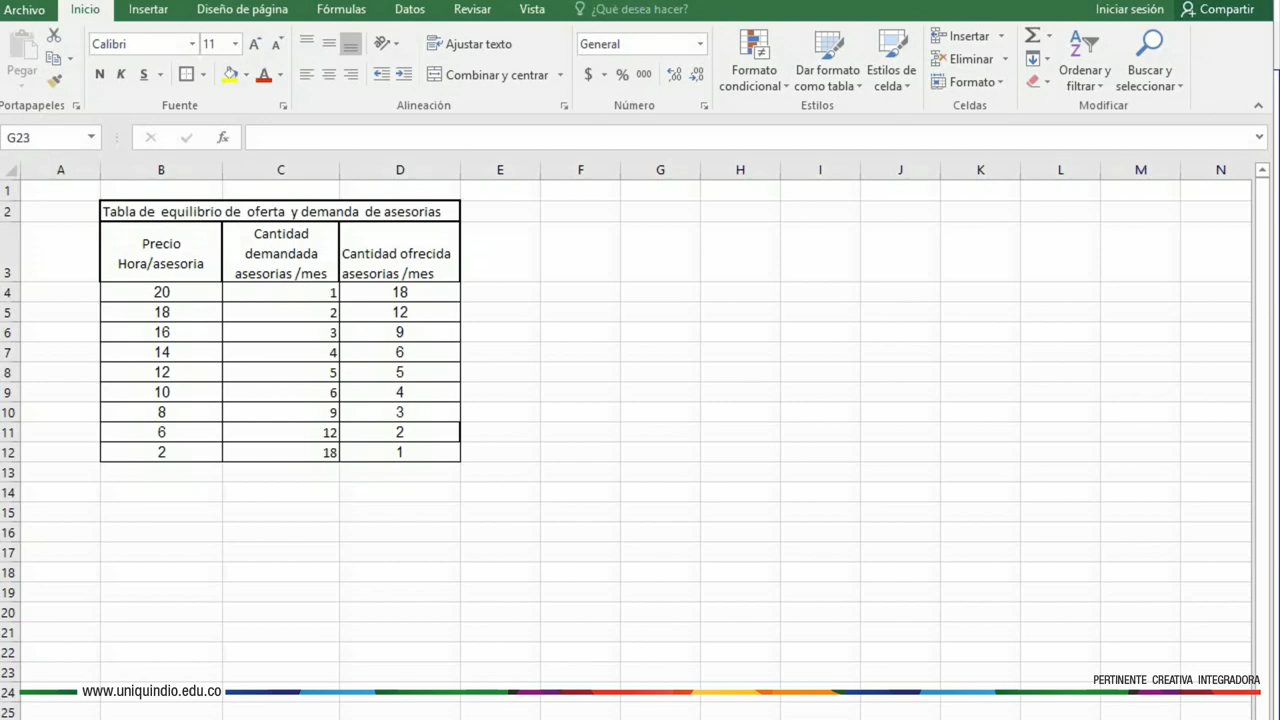 Archivo Inicio Insertar Diseño de página Fórmulas Datos Revisar Vista ¿Qué desea hacer? Iniciar sesión Compartir
Pegar
Calibri 11
N K S
Ajustar texto
Combinar y centrar
General
$ % 000
Formato condicional
Dar formato como tabla
Estilos de celda
Insertar
Eliminar
Formato
Ordenar y filtrar
Buscar y seleccionar
Portapapeles Fuente Alineación Número Estilos Celdas Modificar
G23 fx
A B C D E F G H I J K L M N
1
2 Tabla de equilibrio de oferta y demanda de asesorias
3 Precio Hora/asesoria Cantidad demandada asesorias /mes Cantidad ofrecida asesorias /mes
4 20 1 18
5 18 2 12
6 16 3 9
7 14 4 6
8 12 5 5
9 10 6 4
10 8 9 3
11 6 12 2
12 2 18 1
13
14
15
16
17
18
19
20
21
22
23
PERTINENTE CREATIVA INTEGRADORA
24 www.uniquindio.edu.co
25